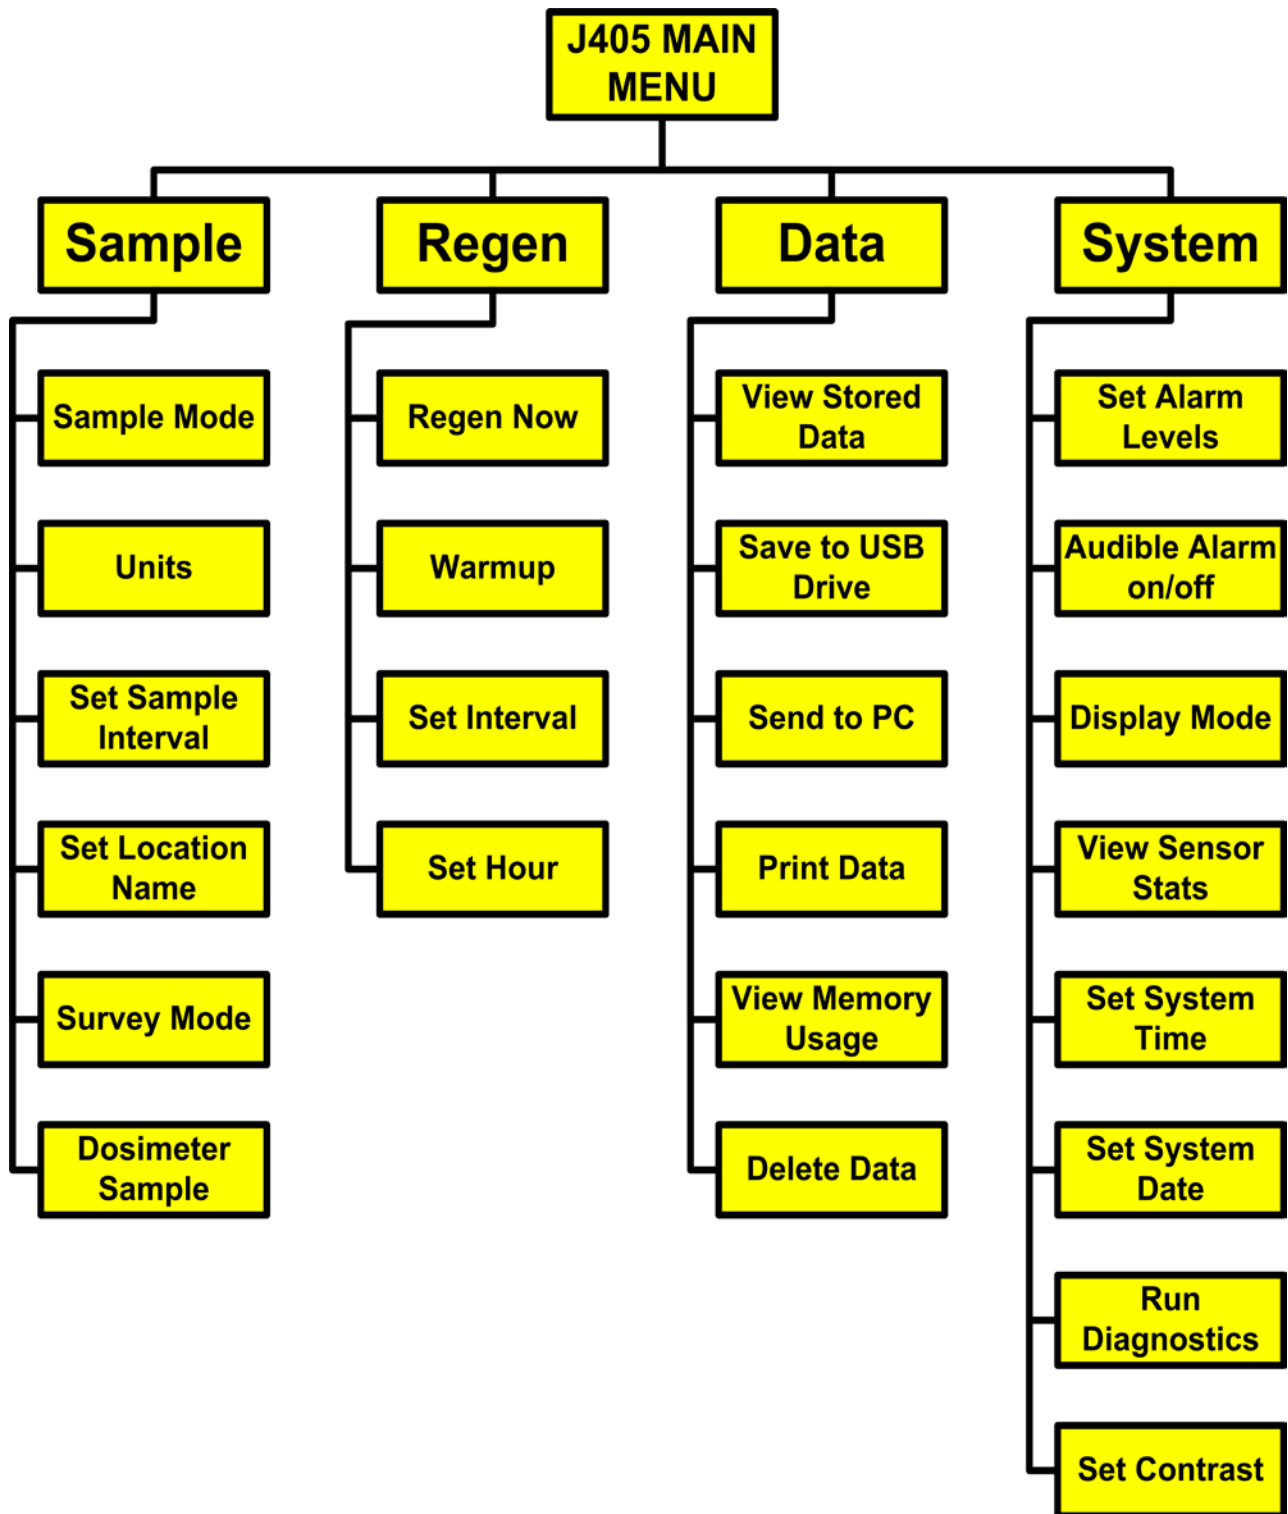 J405 MAIN
MENU
Sample
Regen
Data
System
Sample Mode
Units
Set Sample
Interval
Set Location
Name
Survey Mode
Dosimeter
Sample
Regen Now
Warmup
Set Interval
Set Hour
View Stored
Data
Save to USB
Drive
Send to PC
Print Data
View Memory
Usage
Delete Data
Set Alarm
Levels
Audible Alarm
on/off
Display Mode
View Sensor
Stats
Set System
Time
Set System
Date
Run
Diagnostics
Set Contrast